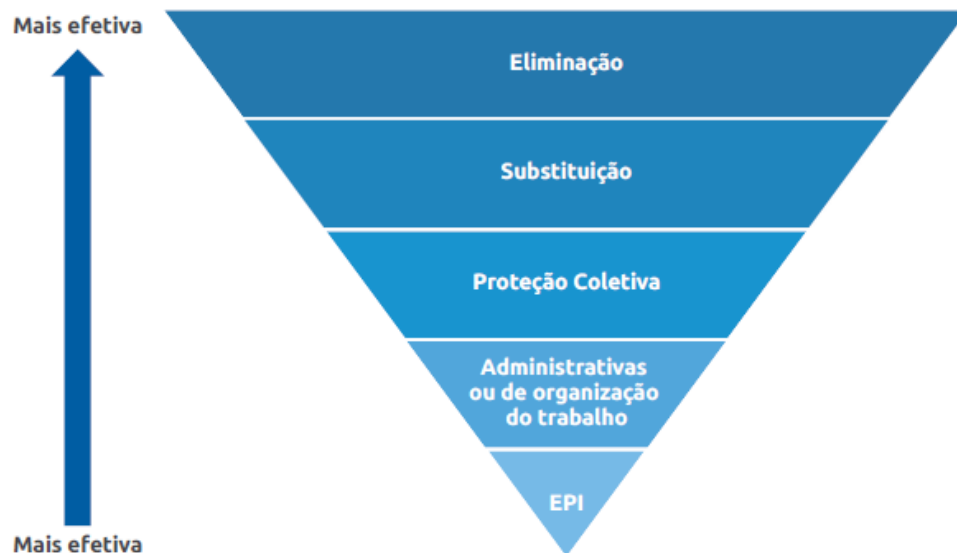 Mais efetiva
Eliminação
Substituição
Proteção Coletiva
Administrativas
ou de organização
do trabalho
EPI
Mais efetiva